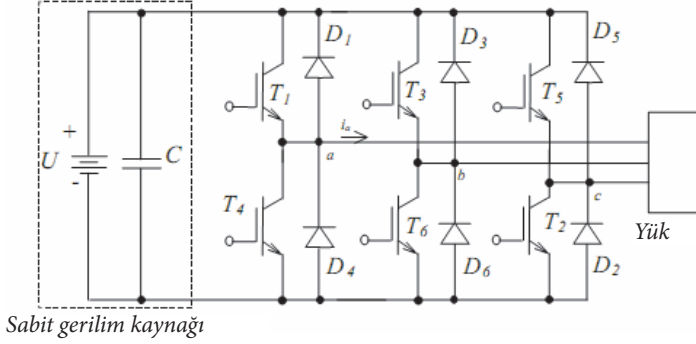 D1
D3
D5
T1
T3
T5
ia
+
U
-
C
a
b
c
T4
T6
T2
Yük
D4
D6
D2
Sabit gerilim kaynağı